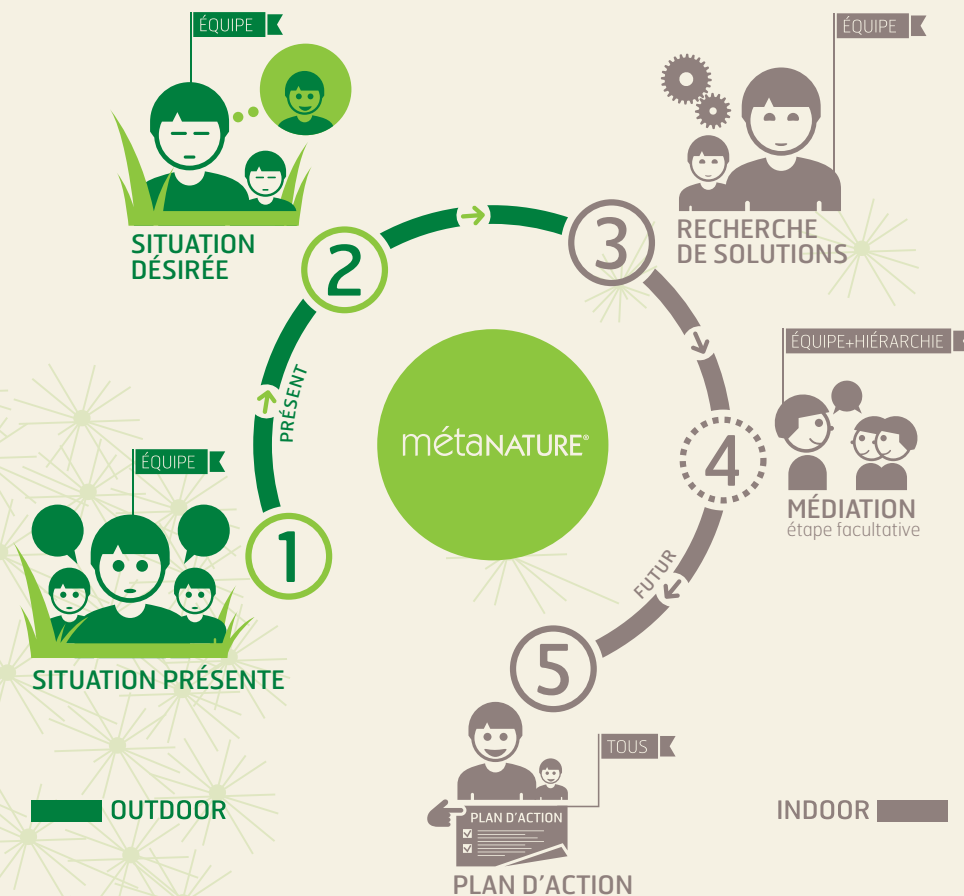 ÉQUIPE
SITUATION
DÉSIRÉE
2
ÉQUIPE
3
RECHERCHE
DE SOLUTIONS
ÉQUIPE+HIÉRARCHIE
4
MÉDIATION
étape facultative
PRÉSENT
métaNATURE®
ÉQUIPE
1
SITUATION PRÉSENTE
FUTUR
5
TOUS
PLAN D'ACTION
PLAN D'ACTION
OUTDOOR
INDOOR